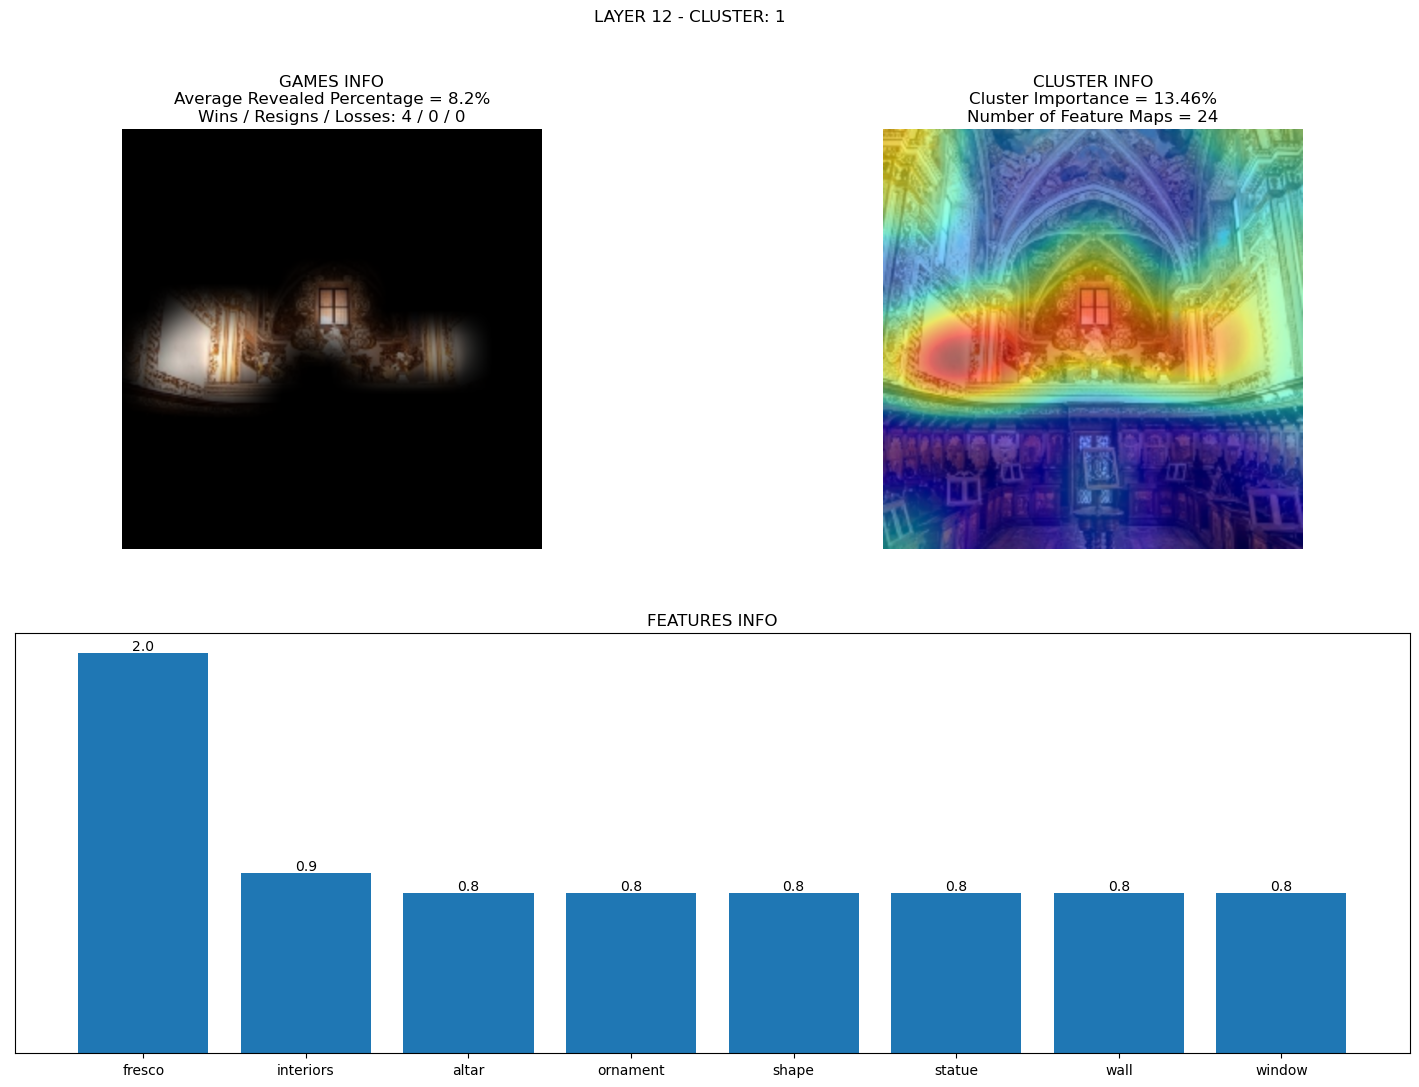 LAYER 12 - CLUSTER: 1
GAMES INFO
Average Revealed Percentage = 8.2%
Wins / Resigns / Losses: 4 / 0 / 0
CLUSTER INFO
Cluster Importance = 13.46%
Number of Feature Maps = 24
FEATURES INFO
2.0
0.9
0.8
0.8
0.8
0.8
0.8
0.8
fresco
interiors
altar
ornament
shape
statue
wall
window